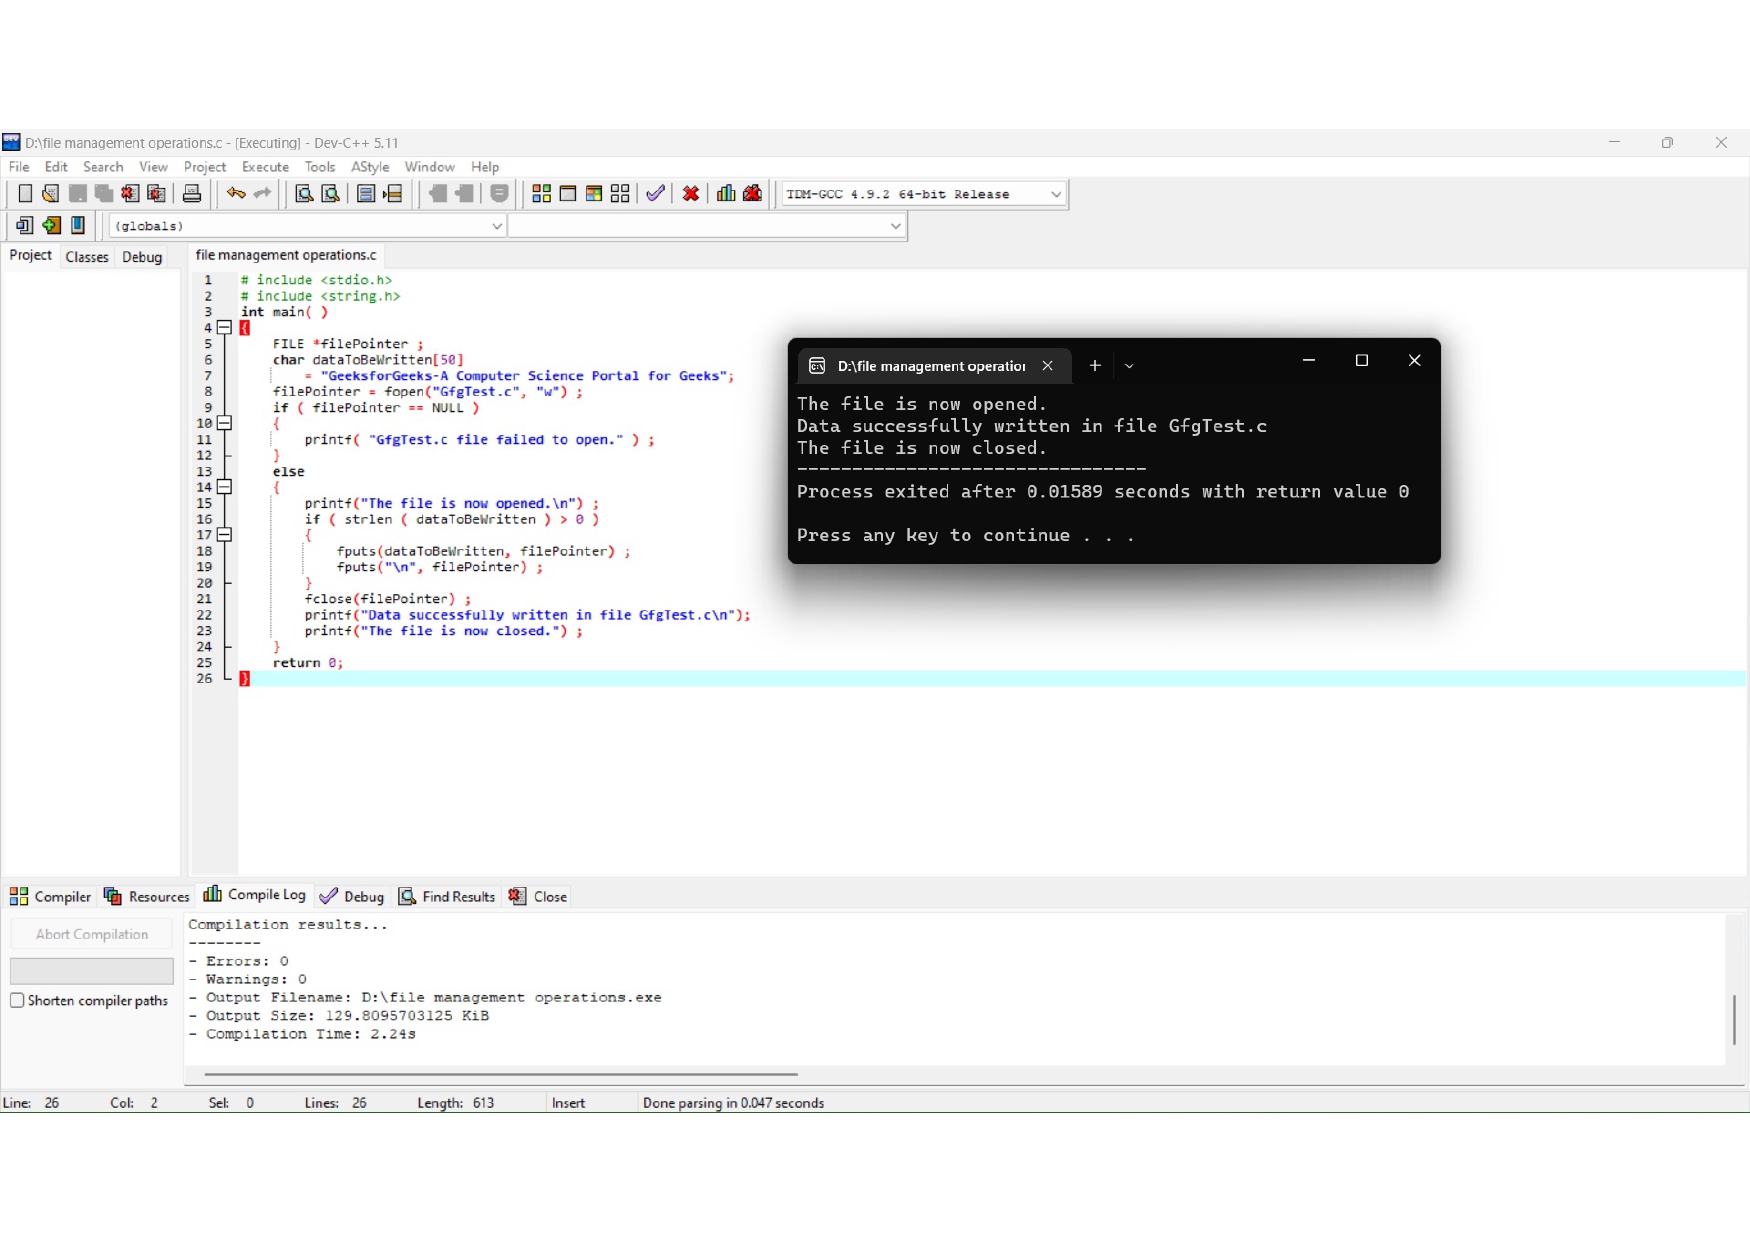 D:\file management operations.c - [Executing] - Dev-C++ 5.11
File Edit Search View Project Execute Tools AStyle Window Help
TDM-GCC 4.9.2 64-bit Release
(globals)
Project Classes Debug
file management operations.c
1 # include <stdio.h>
2 # include <string.h>
3 int main( )
4 {
5 FILE *filePointer ;
6 char dataToBeWritten[50]
7 = "GeeksforGeeks-A Computer Science Portal for Geeks";
8 filePointer = fopen("GfgTest.c", "w") ;
9 if ( filePointer == NULL )
10 {
11 printf( "GfgTest.c file failed to open." ) ;
12 }
13 else
14 {
15 printf("The file is now opened.\n") ;
16 if ( strlen ( dataToBeWritten ) > 0 )
17 {
18 fputs(dataToBeWritten, filePointer) ;
19 fputs("\n", filePointer) ;
20 }
21 fclose(filePointer) ;
22 printf("Data successfully written in file GfgTest.c\n");
23 printf("The file is now closed.") ;
24 }
25 return 0;
26 }
D:\file management operation
The file is now opened.
Data successfully written in file GfgTest.c
The file is now closed.
--------------------------------
Process exited after 0.01589 seconds with return value 0
Press any key to continue . . .
Compiler Resources Compile Log Debug Find Results Close
Abort Compilation
Shorten compiler paths
Compilation results...
--------
- Errors: 0
- Warnings: 0
- Output Filename: D:\file management operations.exe
- Output Size: 129.8095703125 KiB
- Compilation Time: 2.24s
Line: 26 Col: 2 Sel: 0 Lines: 26 Length: 613 Insert Done parsing in 0.047 seconds